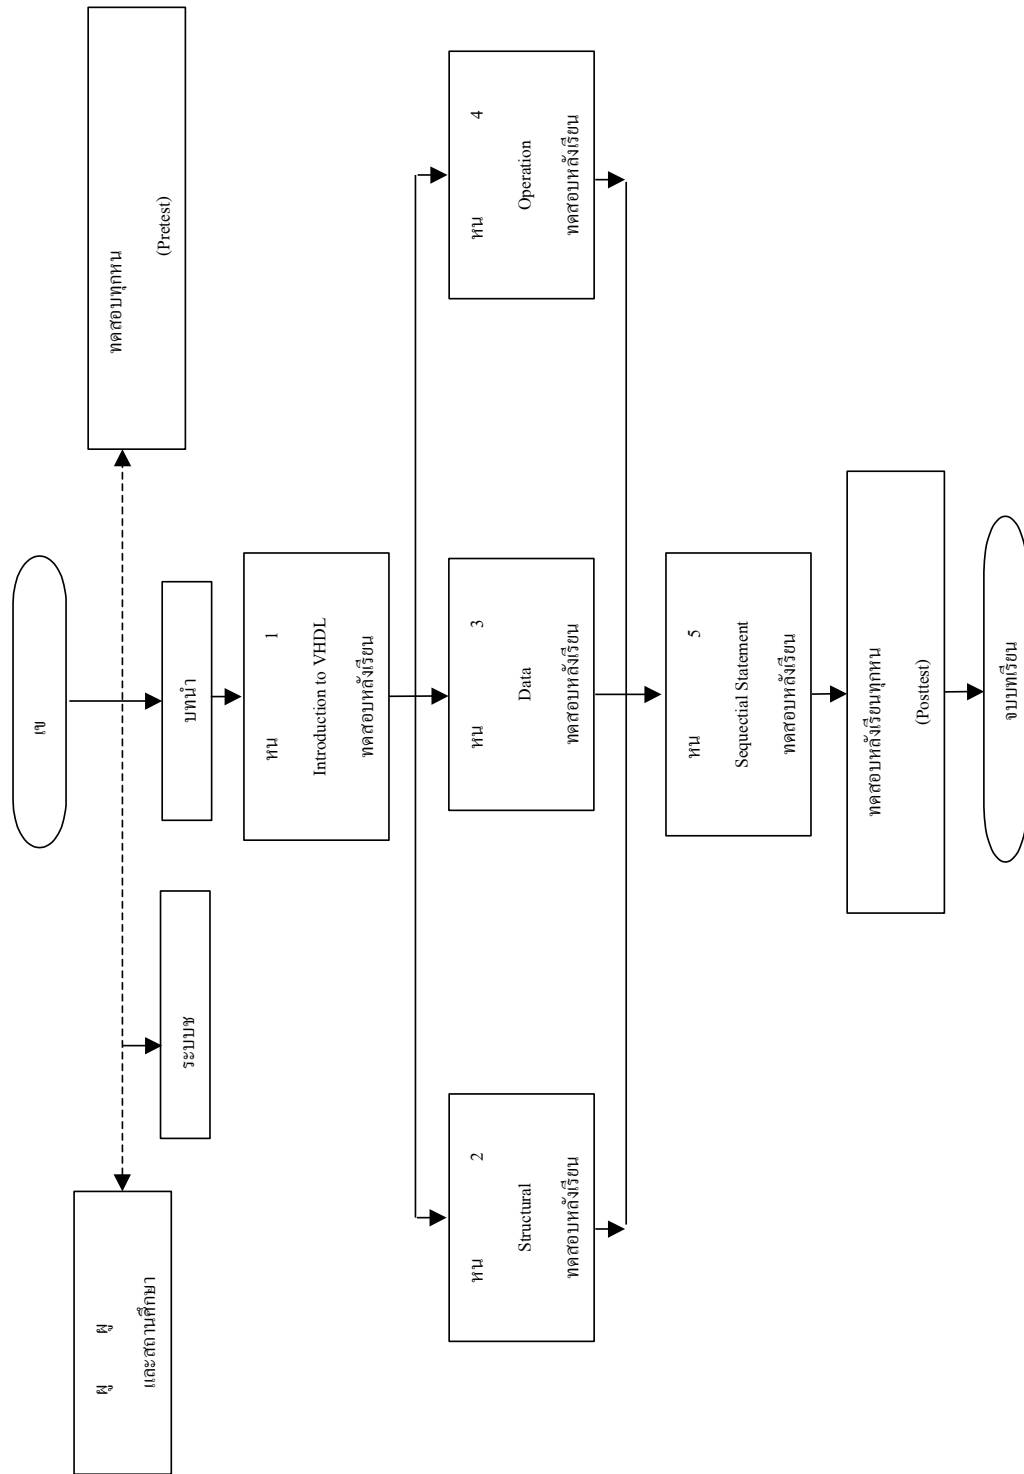 เข
ผู ผู
และสถานศึกษา
ระบบช
บทนำ
ทดสอบทุกหน
(Pretest)
หน 1
Introduction to VHDL
ทดสอบหลังเรียน
หน 2
Structural
ทดสอบหลังเรียน
หน 3
Data
ทดสอบหลังเรียน
หน 4
Operation
ทดสอบหลังเรียน
หน 5
Sequectial Statement
ทดสอบหลังเรียน
ทดสอบหลังเรียนทุกหน
(Posttest)
จบบทเรียน